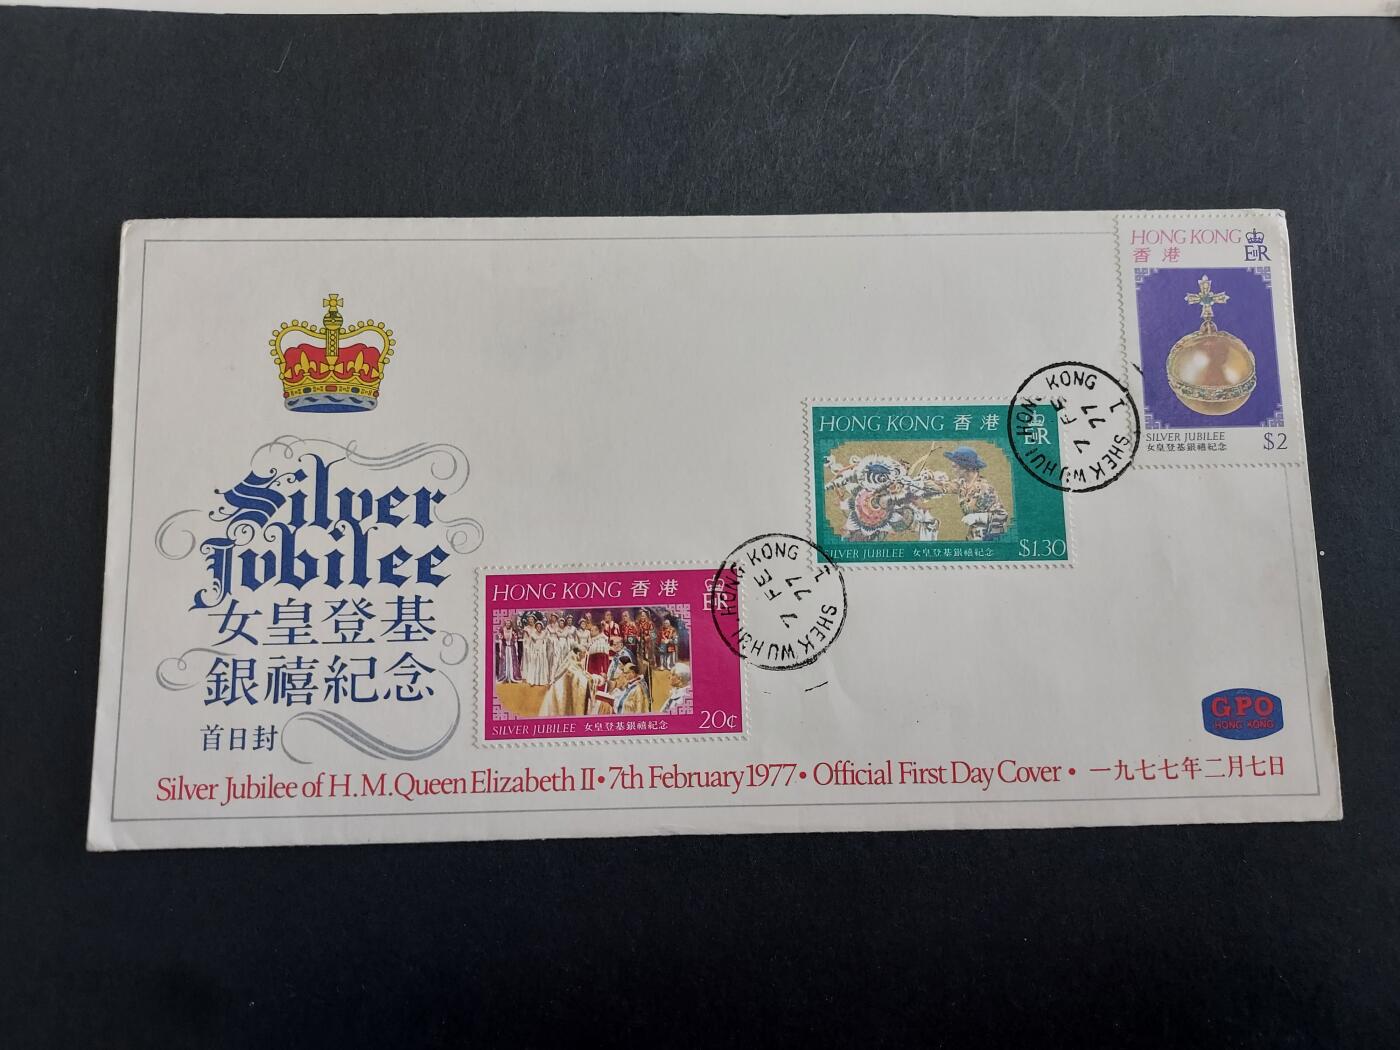 Silver
Jubilee
女皇登基
銀禧紀念
首日封
HONG KONG 香港
EIIR
SILVER JUBILEE 女皇登基銀禧紀念
20¢
HONG KONG
7 FE
77
1
SHEK WU HUI
HONG KONG 香港
EIIR
SILVER JUBILEE 女皇登基銀禧紀念
$1.30
HONG KONG
7 FE
77
1
SHEK WU HUI
HONG KONG
香港
EIIR
SILVER JUBILEE
女皇登基銀禧紀念
$2
GPO
HONG KONG
Silver Jubilee of H.M.Queen Elizabeth II•7th February 1977•Official First Day Cover• 一九七七年二月七日